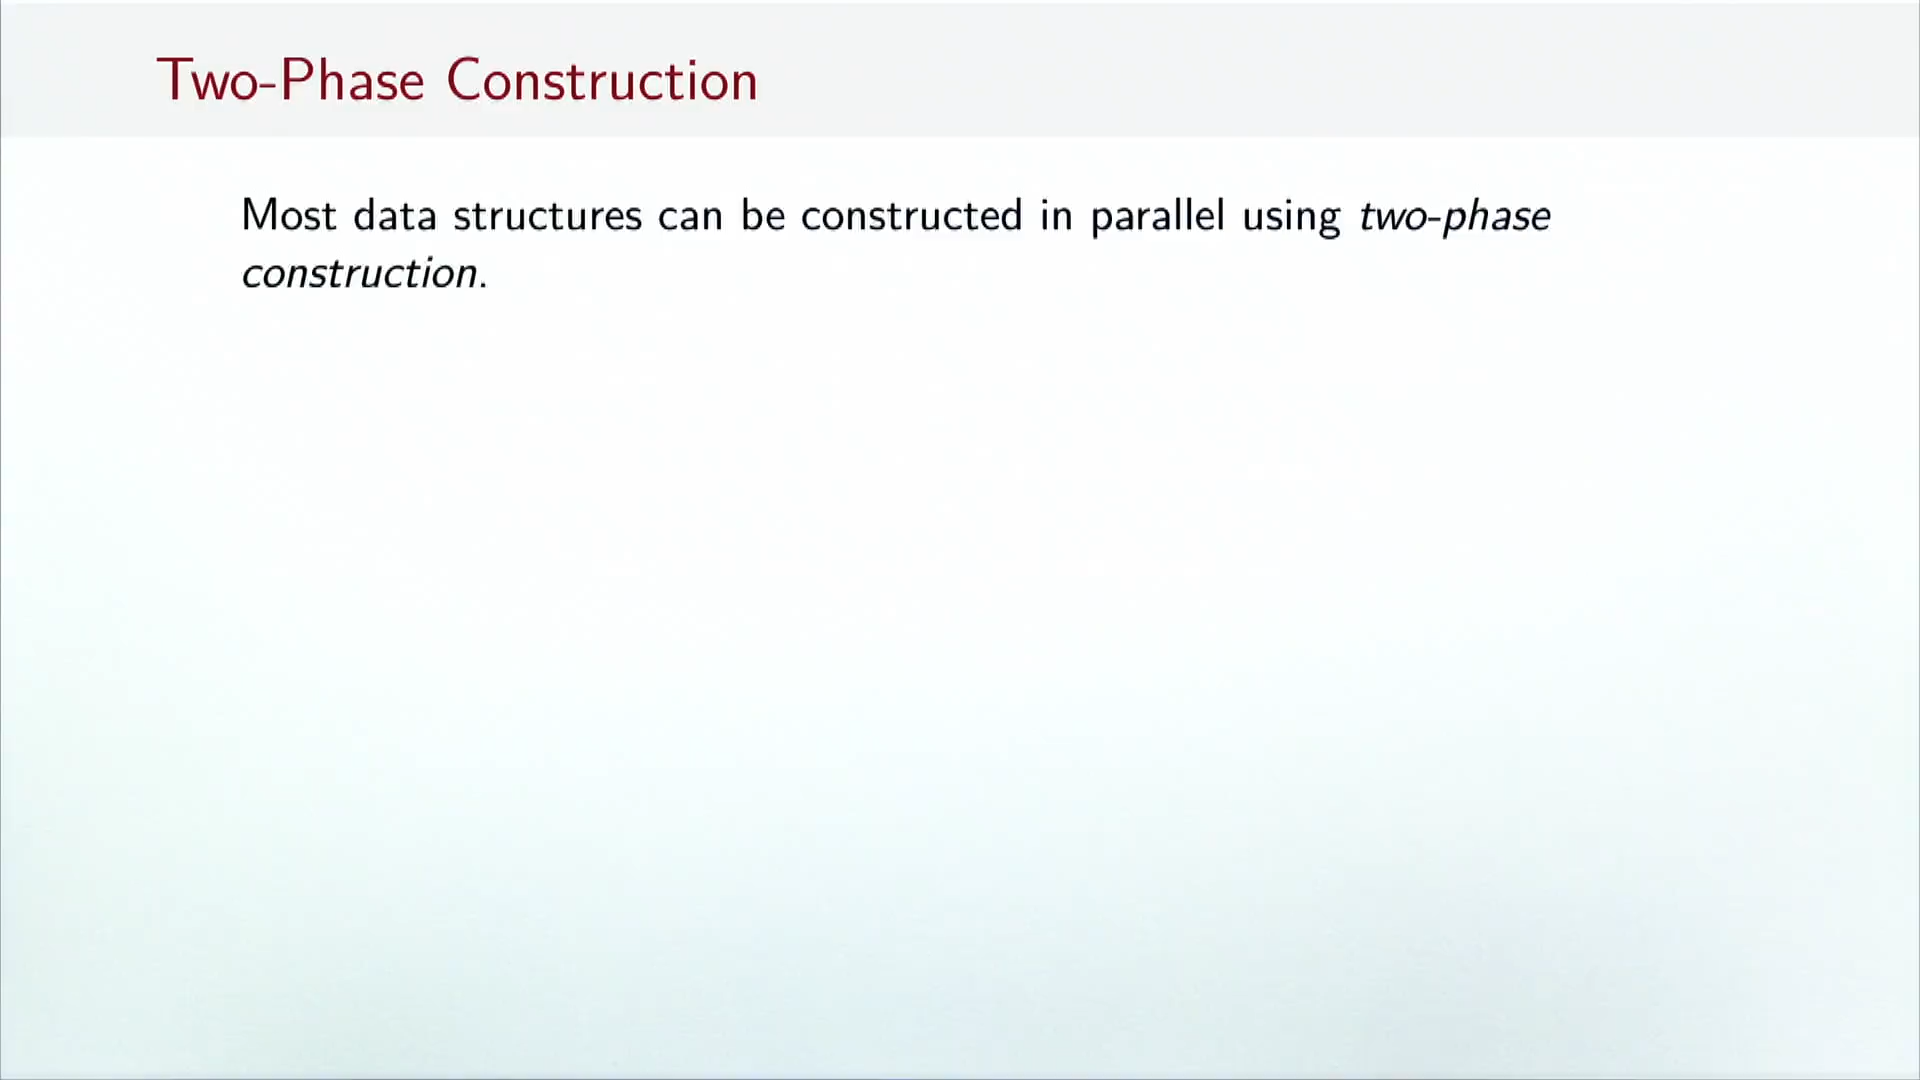 Two-Phase Construction
Most data structures can be constructed in parallel using two-phase
construction.